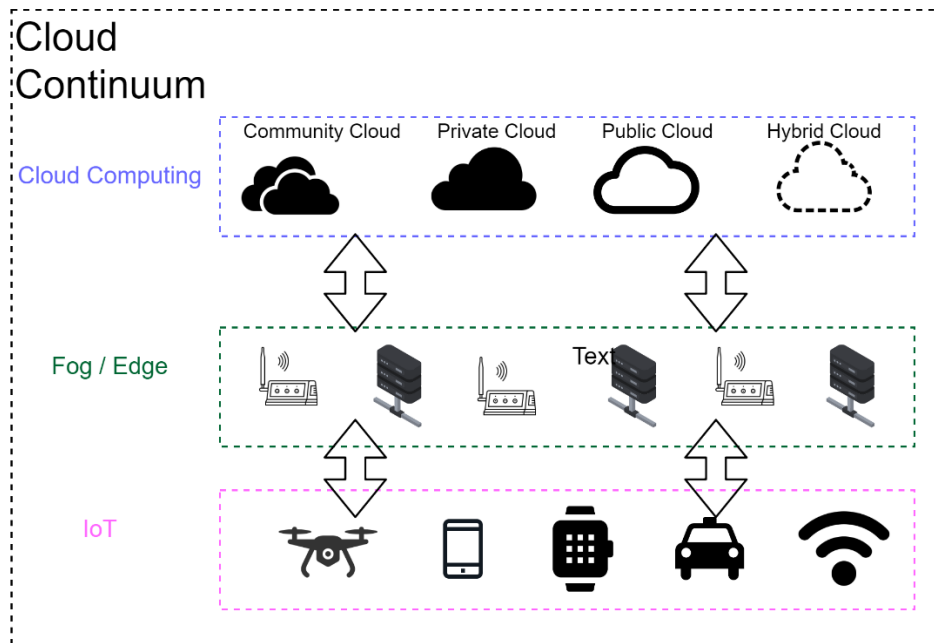 Cloud
Continuum
Community Cloud
Private Cloud
Public Cloud
Hybrid Cloud
Cloud Computing
Fog / Edge
Text
IoT